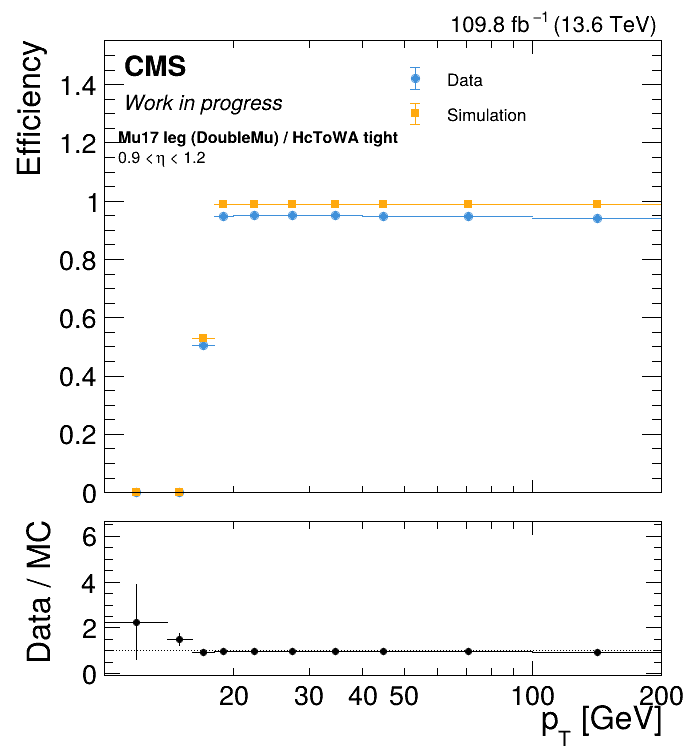 109.8 fb⁻¹ (13.6 TeV)
Efficiency
CMS
Work in progress
Mu17 leg (DoubleMu) / HcToWA tight
0.9 < η < 1.2
Data
Simulation
1.4
1.2
1
0.8
0.6
0.4
0.2
0
Data / MC
6
4
2
0
20 30 40 50 100 200
p_T [GeV]